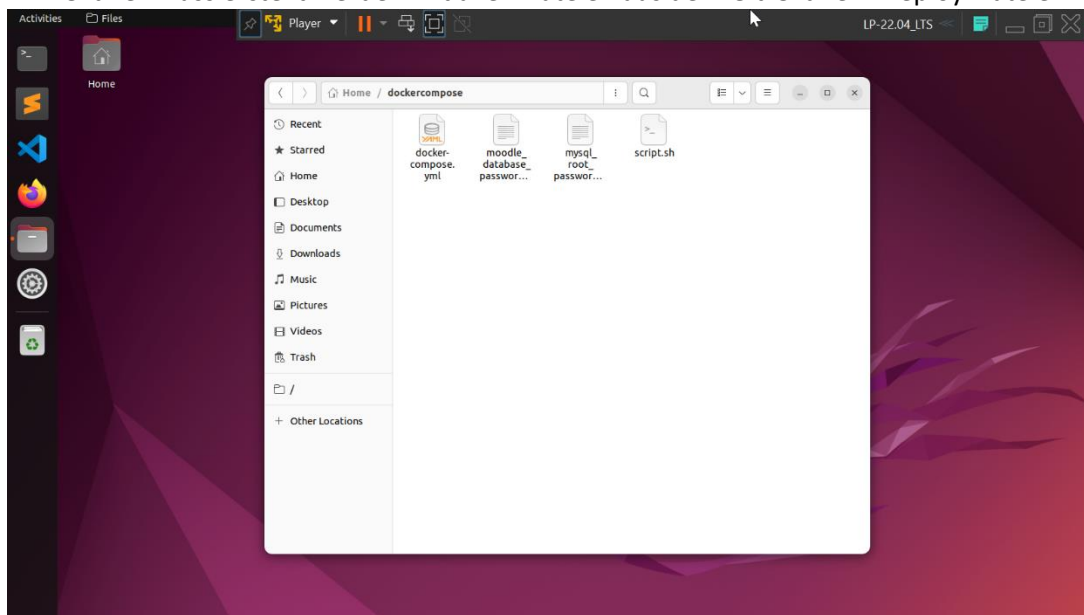 Activities Files Player LP-22.04_LTS
Home
Home / dockercompose
Recent
Starred
Home
Desktop
Documents
Downloads
Music
Pictures
Videos
Trash
/
+ Other Locations
docker-
compose.
yml
moodle_
database_
passwor...
mysql_
root_
passwor...
script.sh